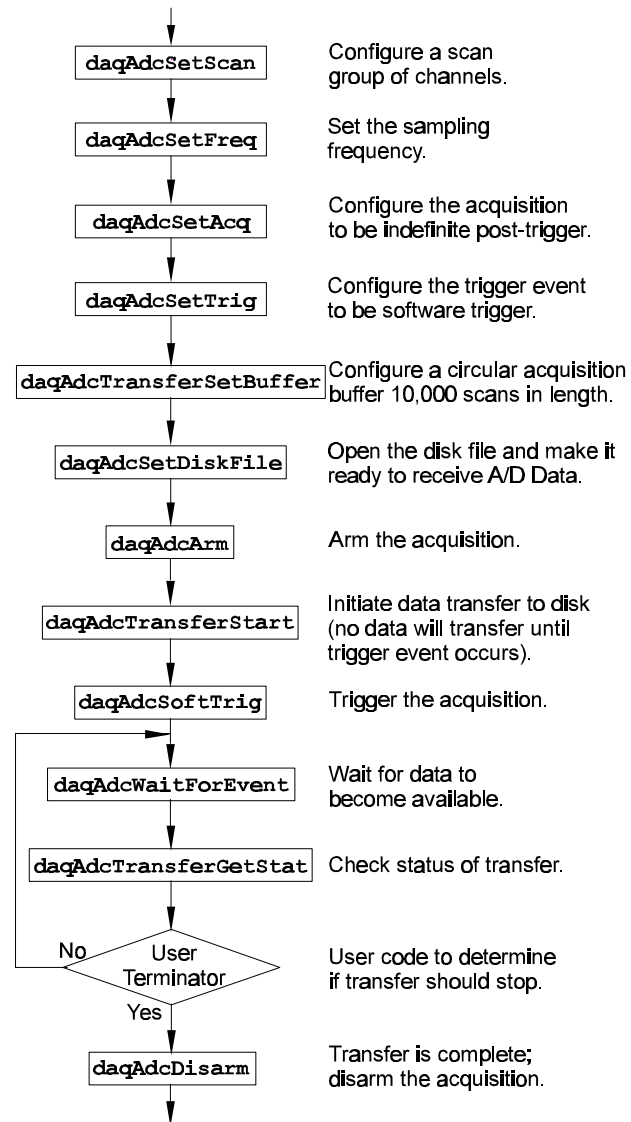 daqAdcSetScan
Configure a scan
group of channels.
daqAdcSetFreq
Set the sampling
frequency.
daqAdcSetAcq
Configure the acquisition
to be indefinite post-trigger.
daqAdcSetTrig
Configure the trigger event
to be software trigger.
daqAdcTransferSetBuffer
Configure a circular acquisition
buffer 10,000 scans in length.
daqAdcSetDiskFile
Open the disk file and make it
ready to receive A/D Data.
daqAdcArm
Arm the acquisition.
daqAdcTransferStart
Initiate data transfer to disk
(no data will transfer until
trigger event occurs).
daqAdcSoftTrig
Trigger the acquisition.
daqAdcWaitForEvent
Wait for data to
become available.
daqAdcTransferGetStat
Check status of transfer.
No
User
Terminator
User code to determine
if transfer should stop.
Yes
daqAdcDisarm
Transfer is complete;
disarm the acquisition.